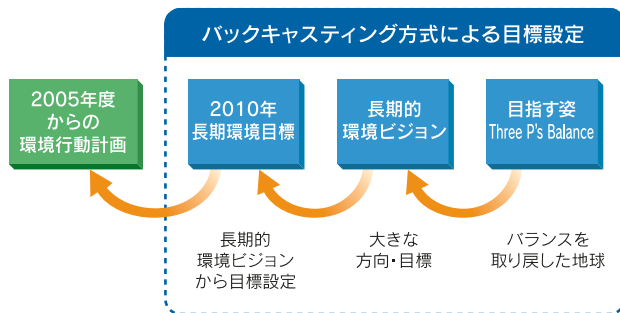 バックキャスティング方式による目標設定
2005年度
からの
環境行動計画
2010年
長期環境目標
長期的
環境ビジョン
目指す姿
Three P's Balance
長期的
環境ビジョン
から目標設定
大きな
方向・目標
バランスを
取り戻した地球